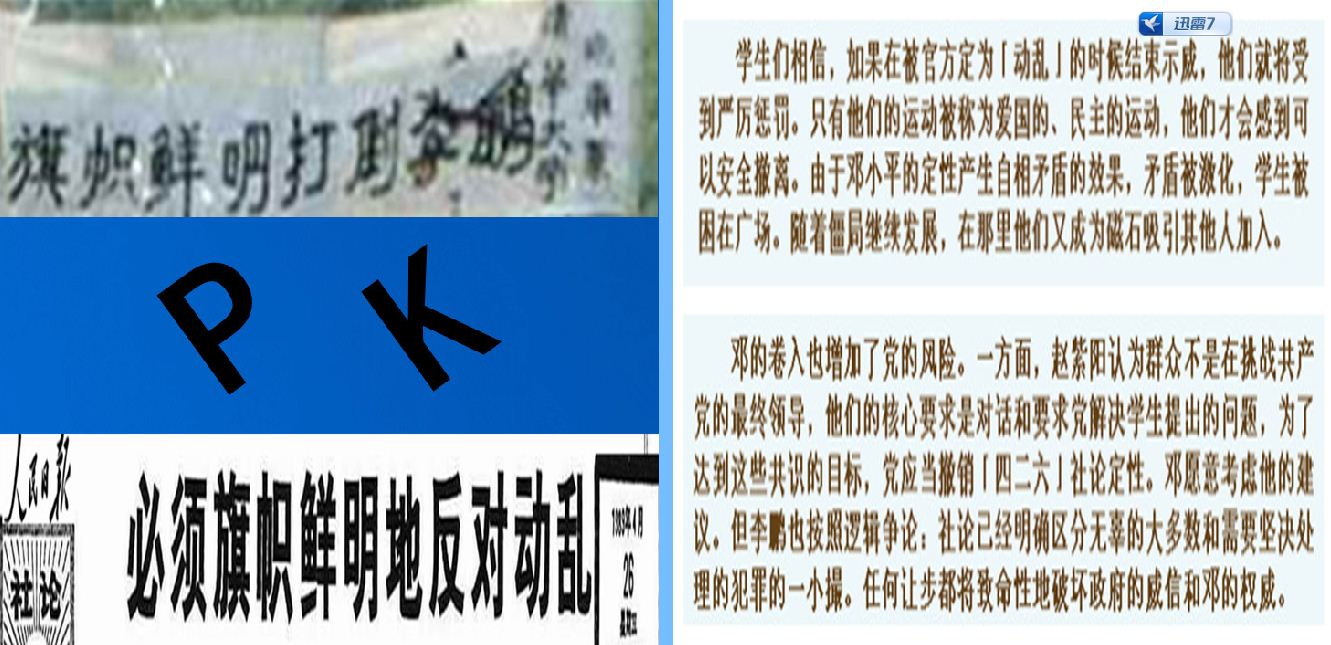 旗帜鲜明打倒李鹏
P K
人民日报
社论
必须旗帜鲜明地反对动乱
1989年4月
26
星期三
迅雷7
学生们相信，如果在被官方定为「动乱」的时候结束示威，他们就将受
到严厉惩罚。只有他们的运动被称为爱国的、民主的运动，他们才会感到可
以安全撤离。由于邓小平的定性产生自相矛盾的效果，矛盾被激化，学生被
困在广场。随着僵局继续发展，在那里他们又成为磁石吸引其他人加入。
邓的卷入也增加了党的风险。一方面，赵紫阳认为群众不是在挑战共产
党的最终领导，他们的核心要求是对话和要求党解决学生提出的问题，为了
达到这些共识的目标，党应当撤销「四二六」社论定性。邓愿意考虑他的建
议。但李鹏也按照逻辑争论：社论已经明确区分无辜的大多数和需要坚决处
理的犯罪的一小撮。任何让步都将致命性地破坏政府的威信和邓的权威。